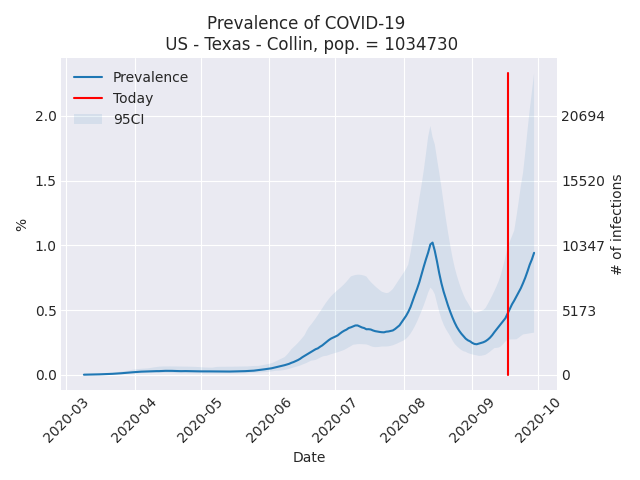 Prevalence of COVID-19
US - Texas - Collin, pop. = 1034730
Prevalence
Today
95CI
2.0
1.5
1.0
0.5
0.0
%
20694
15520
10347
5173
0
# of infections
2020-03
2020-04
2020-05
2020-06
2020-07
2020-08
2020-09
2020-10
Date